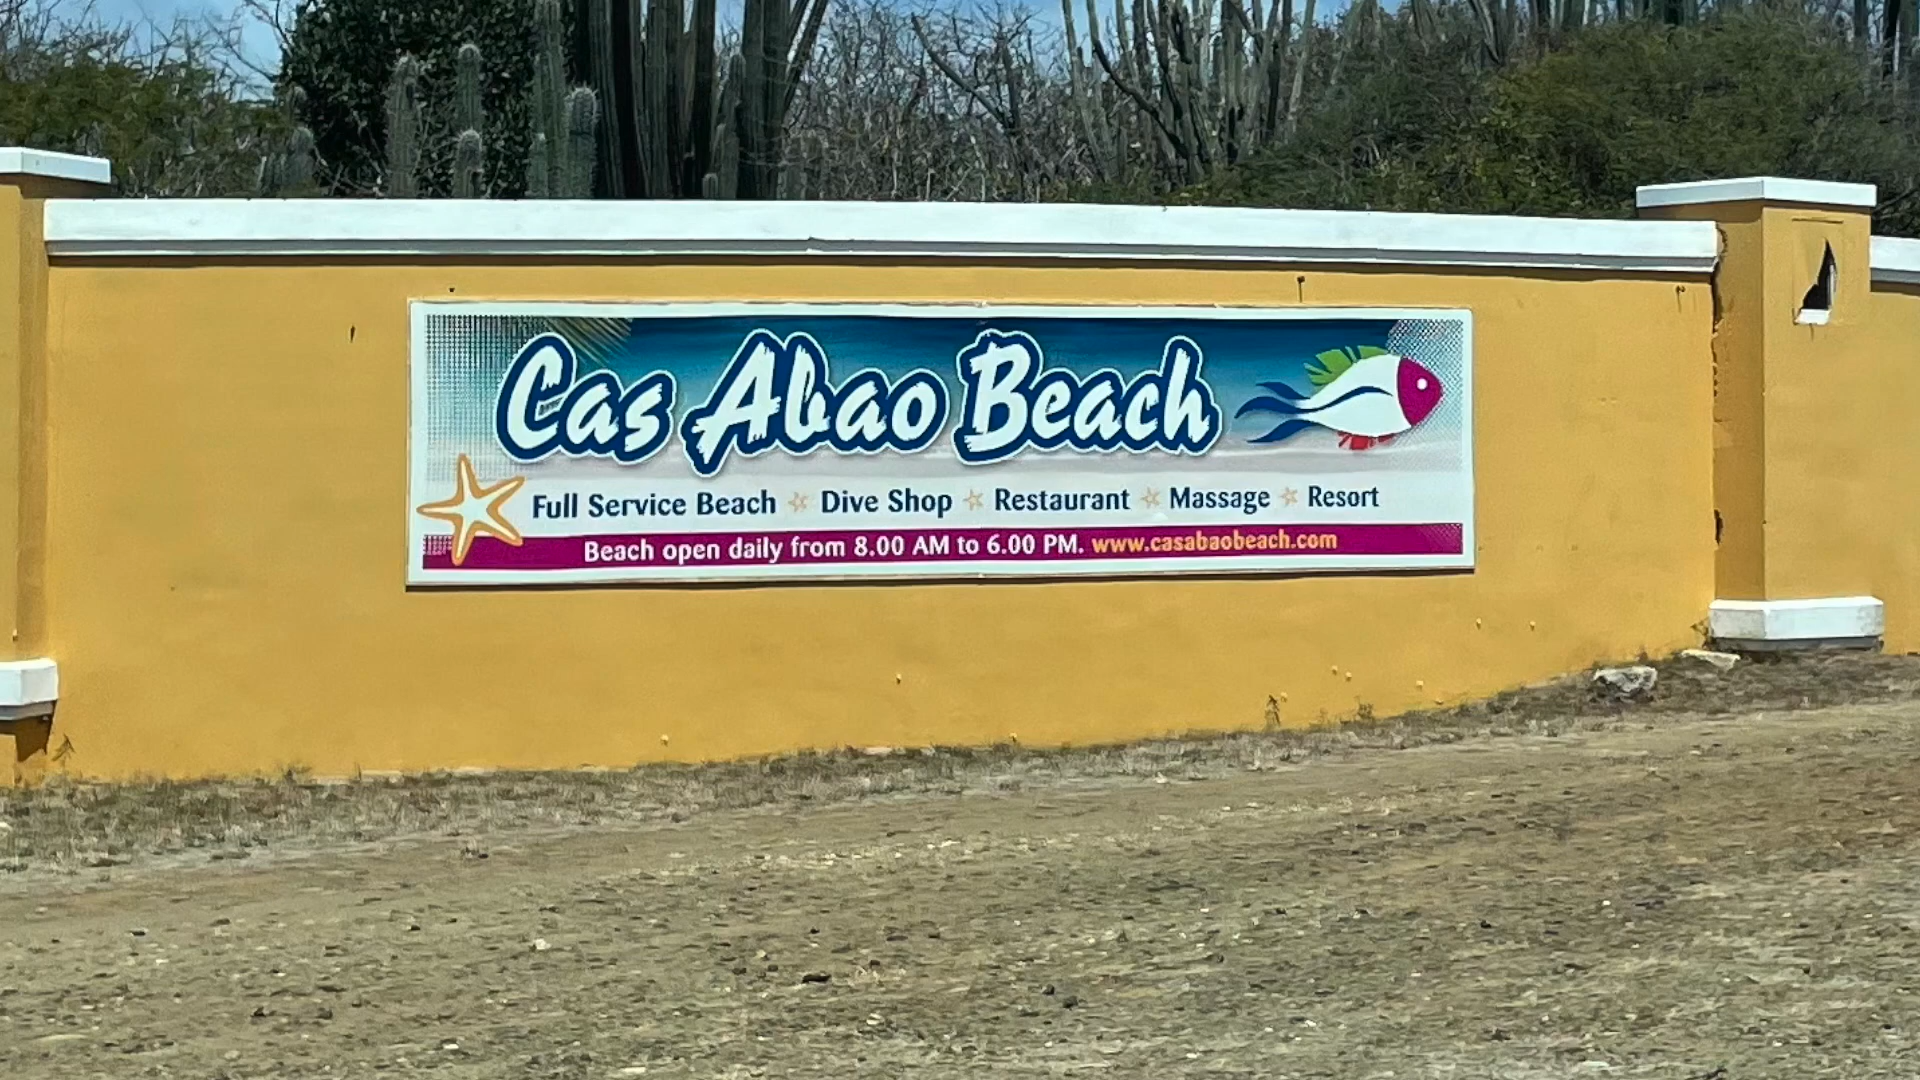 Cas Abao Beach
Full Service Beach Dive Shop Restaurant Massage Resort
Beach open daily from 8.00 AM to 6.00 PM. www.casabaobeach.com